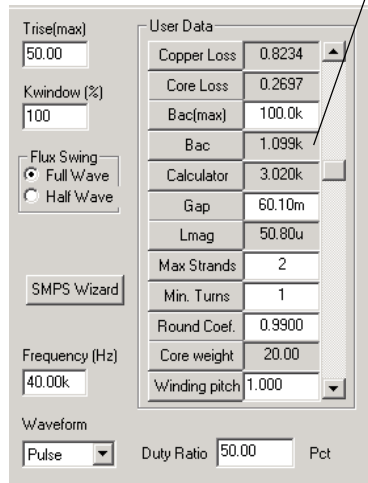 Trise(max)
50.00
Kwindow (%)
100
Flux Swing
Full Wave
Half Wave
SMPS Wizard
Frequency (Hz)
40.00k
Waveform
Pulse
User Data
Copper Loss 0.8234
Core Loss 0.2697
Bac(max) 100.0k
Bac 1.099k
Calculator 3.020k
Gap 60.10m
Lmag 50.80u
Max Strands 2
Min. Turns 1
Round Coef. 0.9900
Core weight 20.00
Winding pitch 1.000
Duty Ratio 50.00 Pct